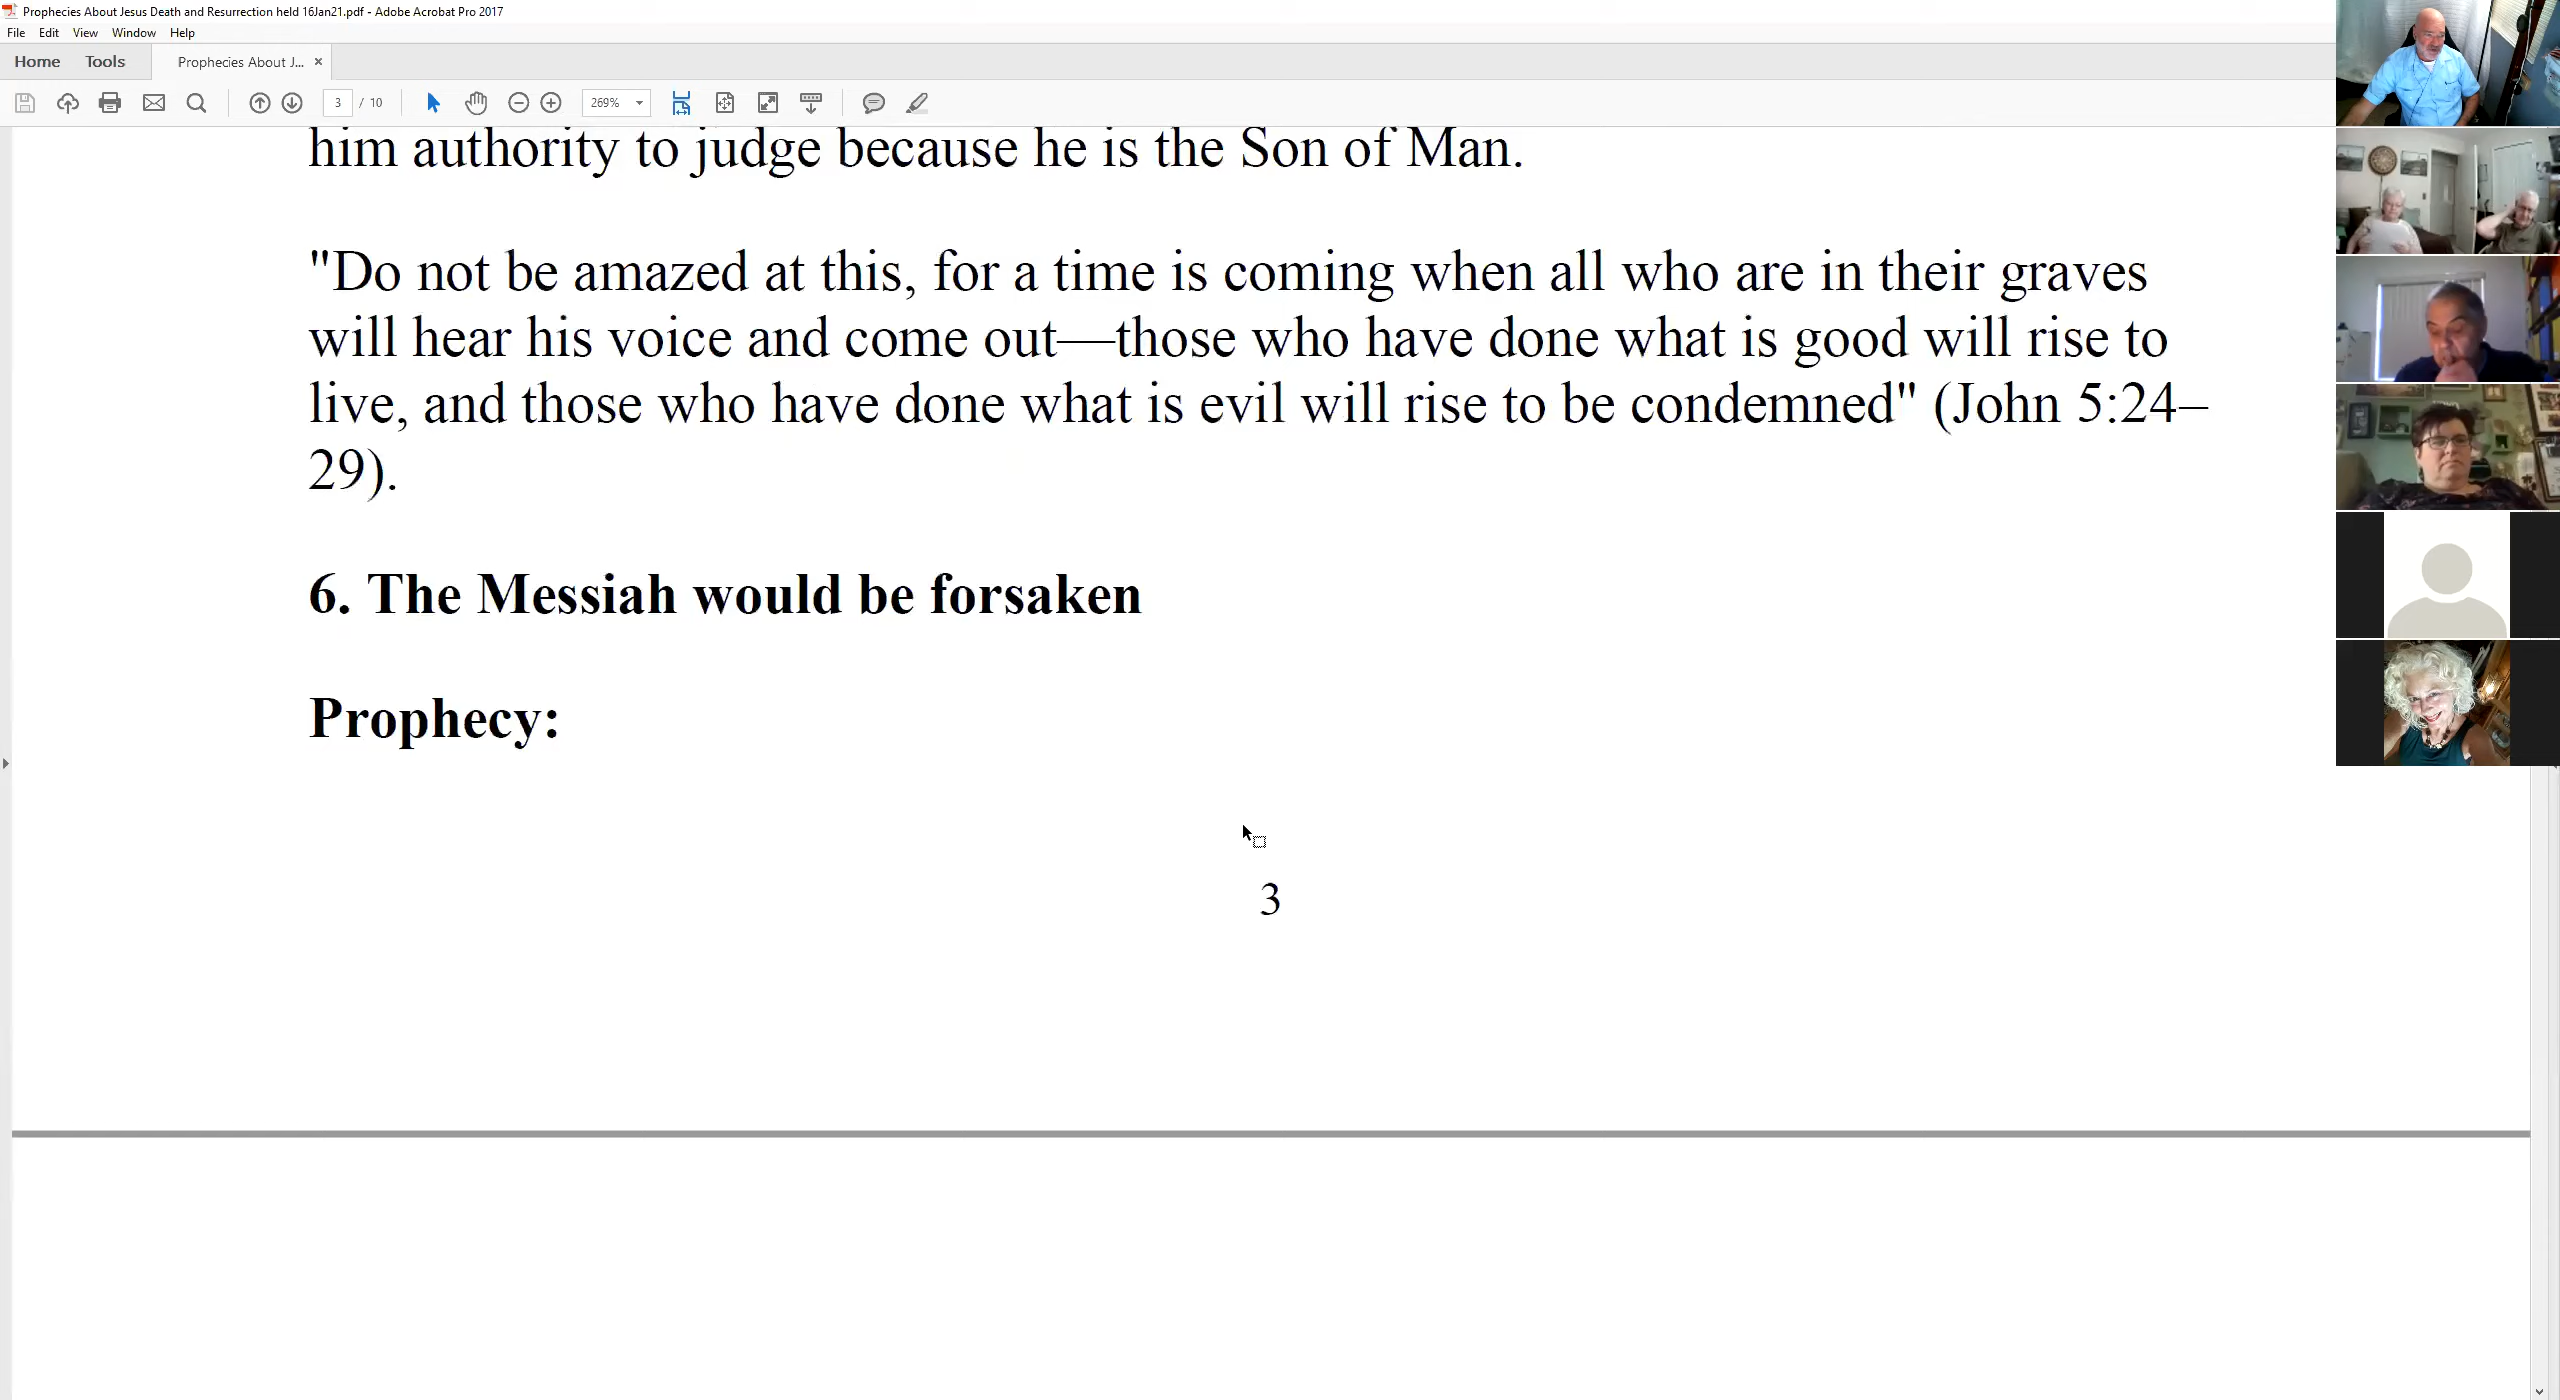 Prophecies About Jesus Death and Resurrection held 16Jan21.pdf - Adobe Acrobat Pro 2017
File Edit View Window Help
Home Tools Prophecies About J... ×
3 / 10 269%
him authority to judge because he is the Son of Man.
"Do not be amazed at this, for a time is coming when all who are in their graves
will hear his voice and come out—those who have done what is good will rise to
live, and those who have done what is evil will rise to be condemned" (John 5:24–
29).
6. The Messiah would be forsaken
Prophecy:
3